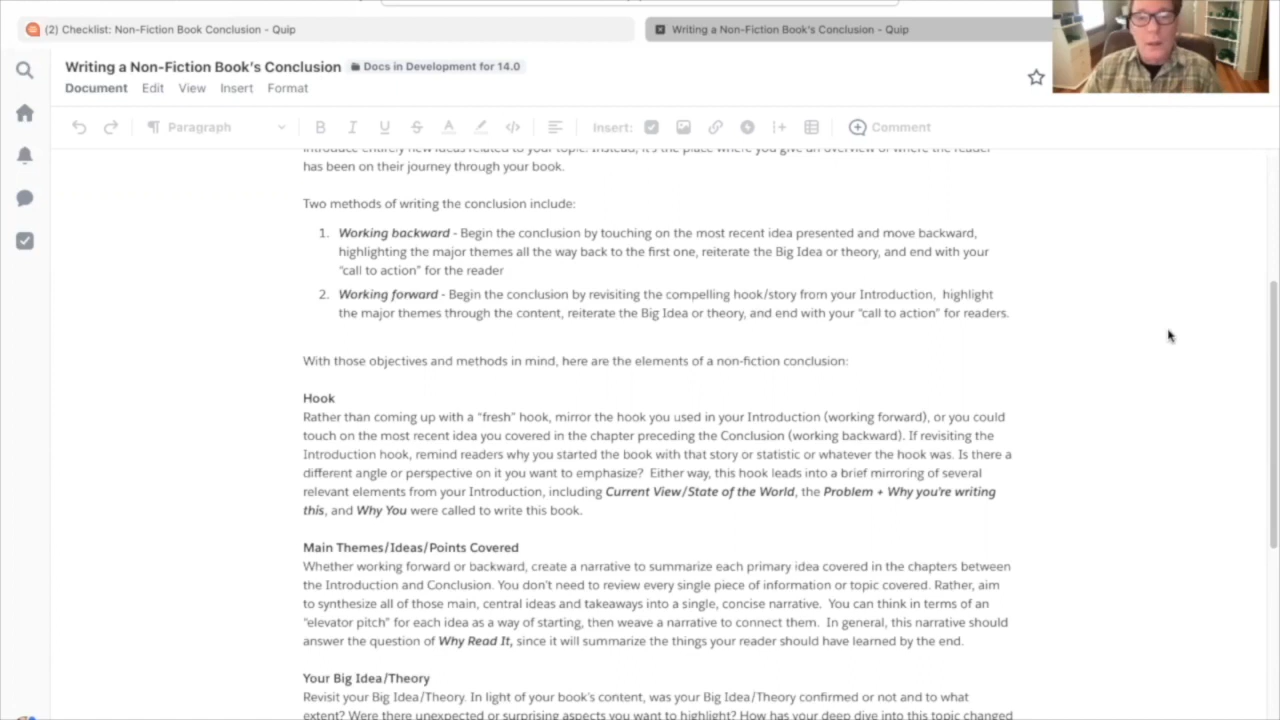 (2) Checklist: Non-Fiction Book Conclusion - Quip
Writing a Non-Fiction Book's Conclusion - Quip
Writing a Non-Fiction Book's Conclusion Docs in Development for 14.0
Document Edit View Insert Format
Paragraph B I U S A </> Insert: Comment
introduce entirely new ideas related to your topic. Instead, it's the place where you give an overview of where the reader
has been on their journey through your book.
Two methods of writing the conclusion include:
1. Working backward - Begin the conclusion by touching on the most recent idea presented and move backward,
highlighting the major themes all the way back to the first one, reiterate the Big Idea or theory, and end with your
“call to action” for the reader
2. Working forward - Begin the conclusion by revisiting the compelling hook/story from your Introduction, highlight
the major themes through the content, reiterate the Big Idea or theory, and end with your “call to action” for readers.
With those objectives and methods in mind, here are the elements of a non-fiction conclusion:
Hook
Rather than coming up with a “fresh” hook, mirror the hook you used in your Introduction (working forward), or you could
touch on the most recent idea you covered in the chapter preceding the Conclusion (working backward). If revisiting the
Introduction hook, remind readers why you started the book with that story or statistic or whatever the hook was. Is there a
different angle or perspective on it you want to emphasize? Either way, this hook leads into a brief mirroring of several
relevant elements from your Introduction, including Current View/State of the World, the Problem + Why you're writing
this, and Why You were called to write this book.
Main Themes/Ideas/Points Covered
Whether working forward or backward, create a narrative to summarize each primary idea covered in the chapters between
the Introduction and Conclusion. You don't need to review every single piece of information or topic covered. Rather, aim
to synthesize all of those main, central ideas and takeaways into a single, concise narrative. You can think in terms of an
“elevator pitch” for each idea as a way of starting, then weave a narrative to connect them. In general, this narrative should
answer the question of Why Read It, since it will summarize the things your reader should have learned by the end.
Your Big Idea/Theory
Revisit your Big Idea/Theory. In light of your book's content, was your Big Idea/Theory confirmed or not and to what
extent? Were there unexpected or surprising aspects you want to highlight? How has your deep dive into this topic changed